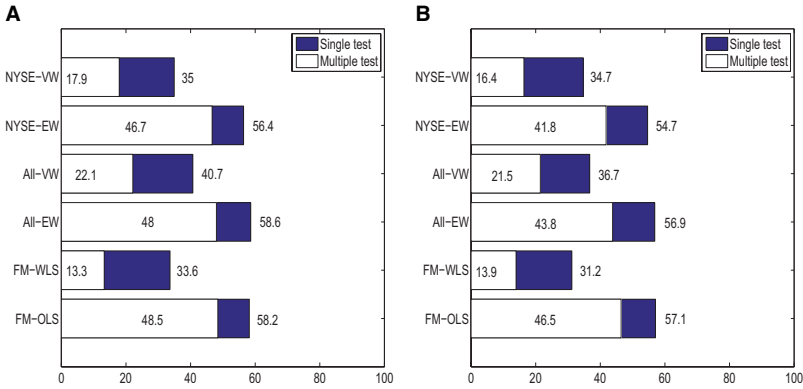 A
Single test
Multiple test
NYSE−VW 17.9 35
NYSE−EW 46.7 56.4
All−VW 22.1 40.7
All−EW 48 58.6
FM−WLS 13.3 33.6
FM−OLS 48.5 58.2
0 20 40 60 80 100
B
Single test
Multiple test
NYSE−VW 16.4 34.7
NYSE−EW 41.8 54.7
All−VW 21.5 36.7
All−EW 43.8 56.9
FM−WLS 13.9 31.2
FM−OLS 46.5 57.1
0 20 40 60 80 100